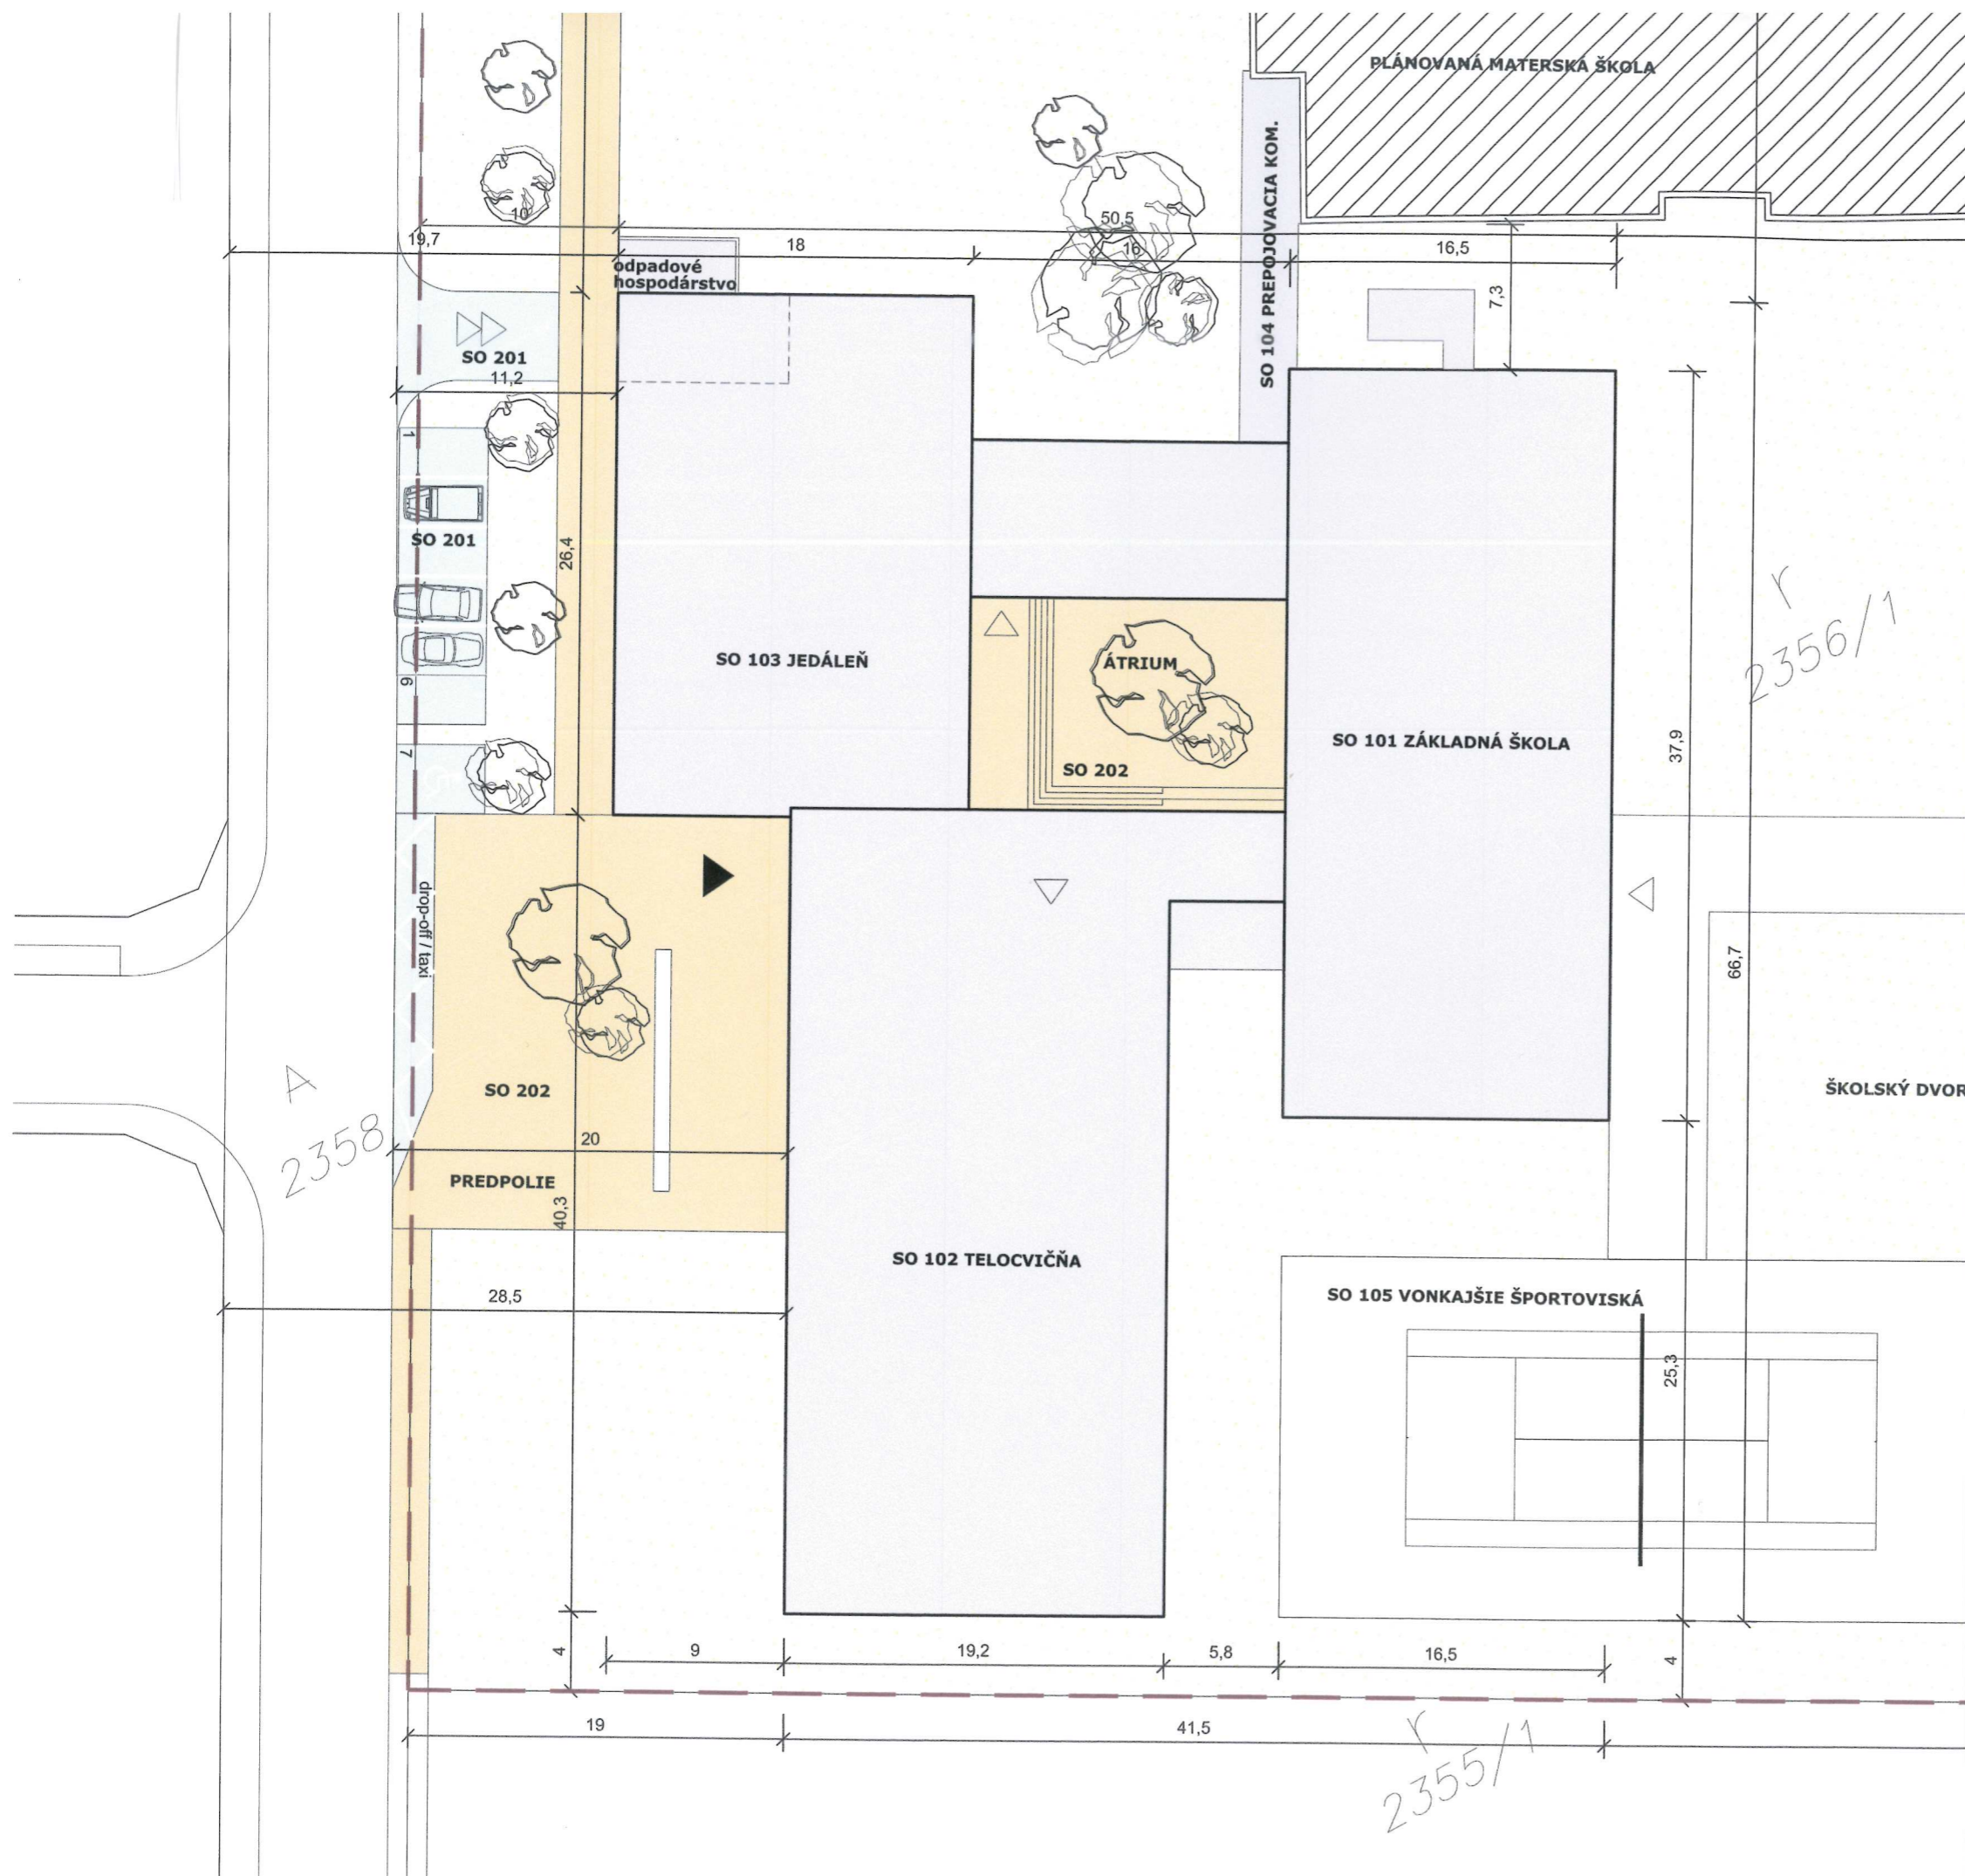 PLÁNOVANÁ MATERSKÁ ŠKOLA
SO 104 PREPOJOVACIA KOM.
10
50,5
19,7
18
16
16,5
odpadové
hospodárstvo
7,3
SO 201
11,2
1
SO 201
26,4
6
7
SO 103 JEDÁLEŇ
ÁTRIUM
SO 202
SO 101 ZÁKLADNÁ ŠKOLA
37,9
r
2356/1
drop-off / taxi
66,7
A
2358
SO 202
20
PREDPOLIE
40,3
ŠKOLSKÝ DVOR
SO 102 TELOCVIČŇA
28,5
SO 105 VONKAJŠIE ŠPORTOVISKÁ
25,3
4
9
19,2
5,8
16,5
4
19
41,5
r
2355/1